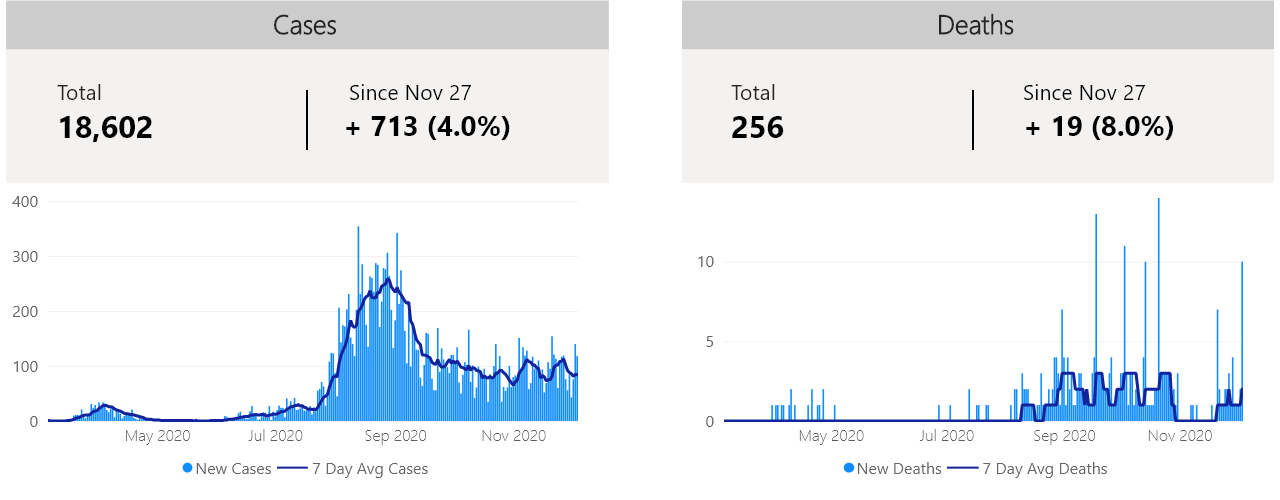 Cases
Total
18,602
Since Nov 27
+ 713 (4.0%)
400
300
200
100
0
May 2020
Jul 2020
Sep 2020
Nov 2020
New Cases
7 Day Avg Cases
Deaths
Total
256
Since Nov 27
+ 19 (8.0%)
10
5
0
May 2020
Jul 2020
Sep 2020
Nov 2020
New Deaths
7 Day Avg Deaths